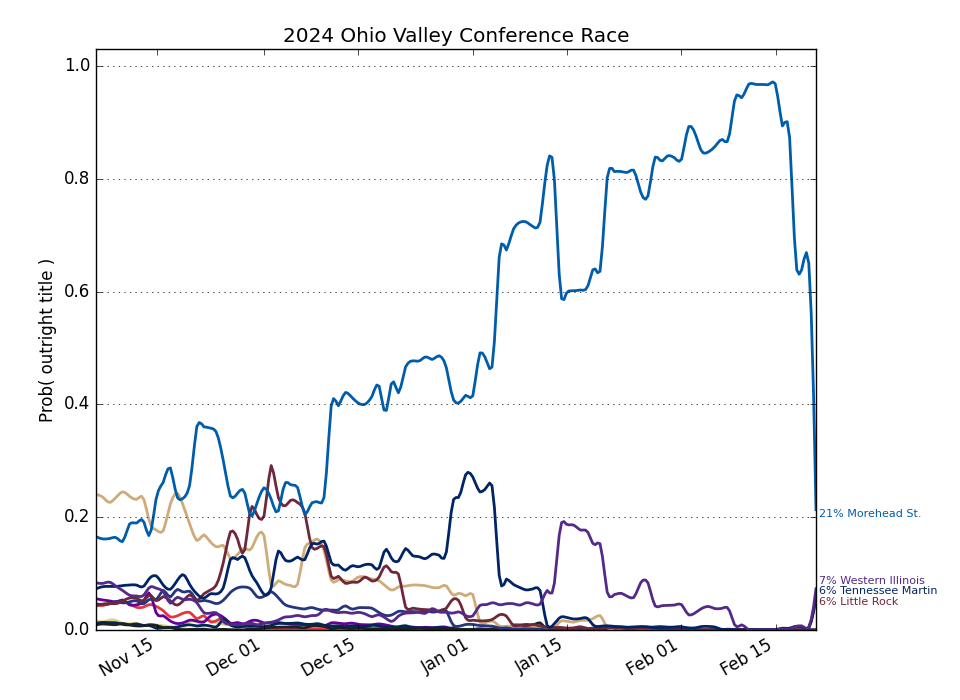 2024 Ohio Valley Conference Race
Prob( outright title )
1.0
0.8
0.6
0.4
0.2
0.0
21% Morehead St.
7% Western Illinois
6% Tennessee Martin
6% Little Rock
Nov 15
Dec 01
Dec 15
Jan 01
Jan 15
Feb 01
Feb 15